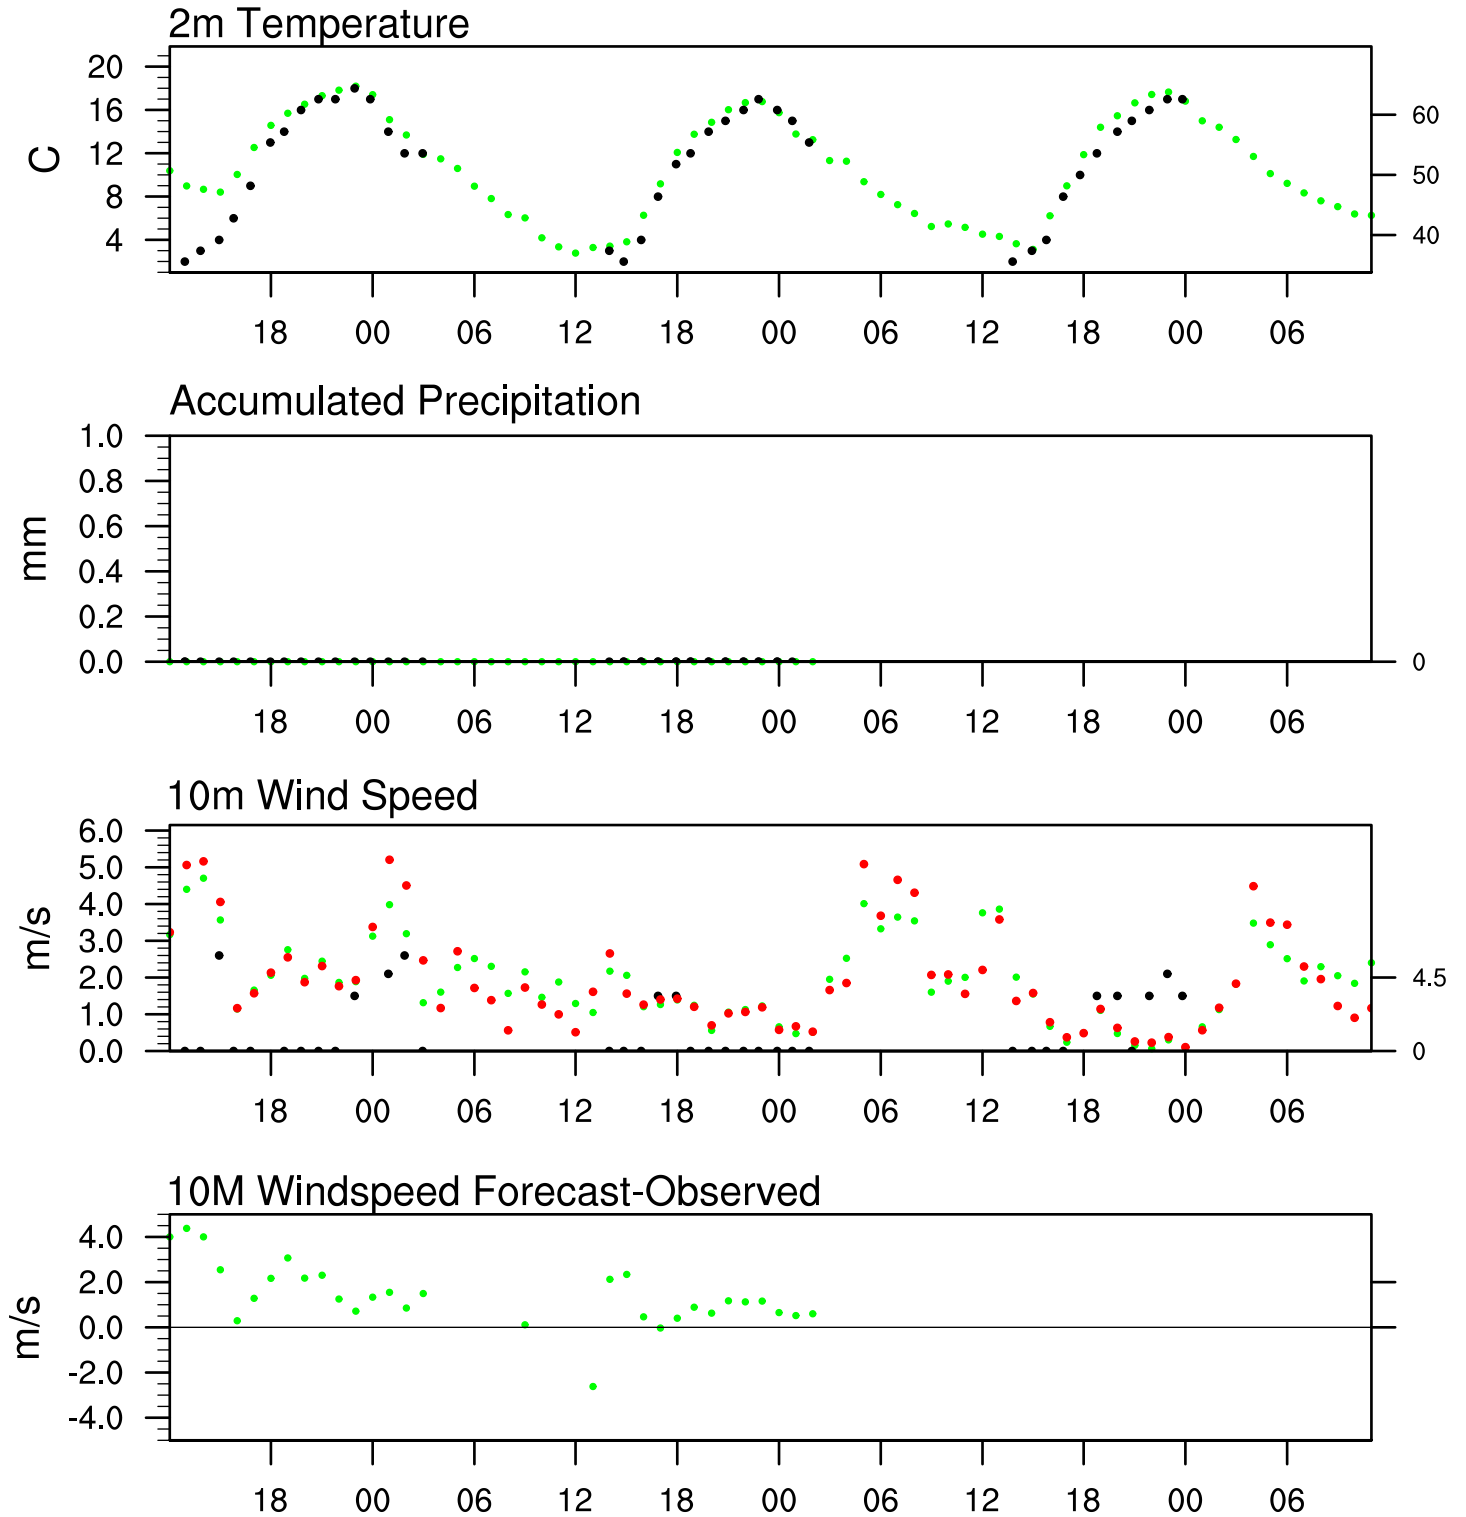 2m Temperature
20
16
12
8
4
C
60
50
40
18 00 06 12 18 00 06 12 18 00 06
Accumulated Precipitation
1.0
0.8
0.6
0.4
0.2
0.0
mm
0
18 00 06 12 18 00 06 12 18 00 06
10m Wind Speed
6.0
5.0
4.0
3.0
2.0
1.0
0.0
m/s
4.5
0
18 00 06 12 18 00 06 12 18 00 06
10M Windspeed Forecast-Observed
4.0
2.0
0.0
-2.0
-4.0
m/s
18 00 06 12 18 00 06 12 18 00 06